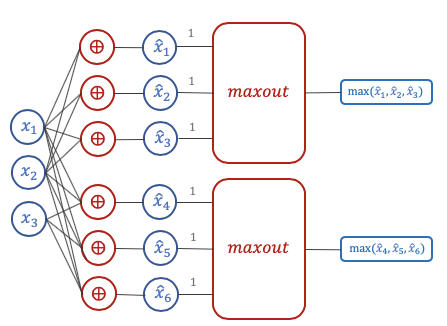 x₁
x₂
x₃
⊕
⊕
⊕
⊕
⊕
⊕
x̂₁
x̂₂
x̂₃
x̂₄
x̂₅
x̂₆
1
1
1
1
1
1
maxout
maxout
max(x̂₁,x̂₂,x̂₃)
max(x̂₄,x̂₅,x̂₆)